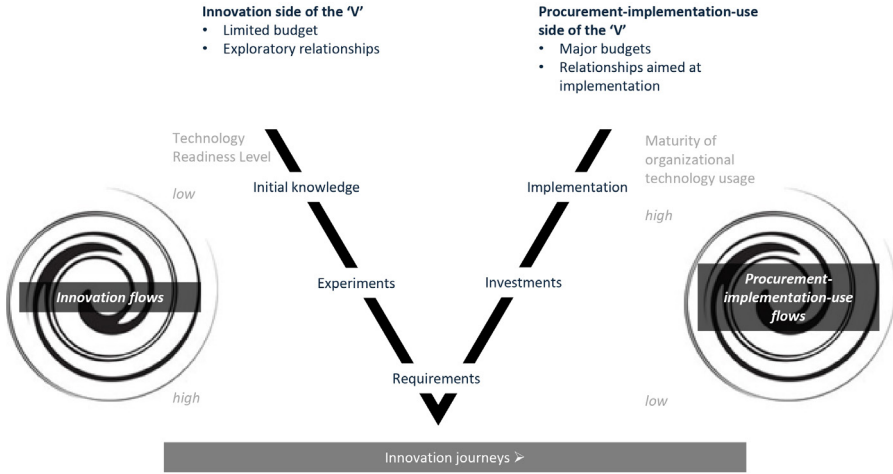 Innovation side of the ‘V’
• Limited budget
• Exploratory relationships
Procurement-implementation-use
side of the ‘V’
• Major budgets
• Relationships aimed at
implementation
Technology
Readiness Level
low
Maturity of
organizational
technology usage
high
Initial knowledge
Implementation
Experiments
Investments
Innovation flows
Procurement-
implementation-use
flows
Requirements
high
low
Innovation journeys ➢